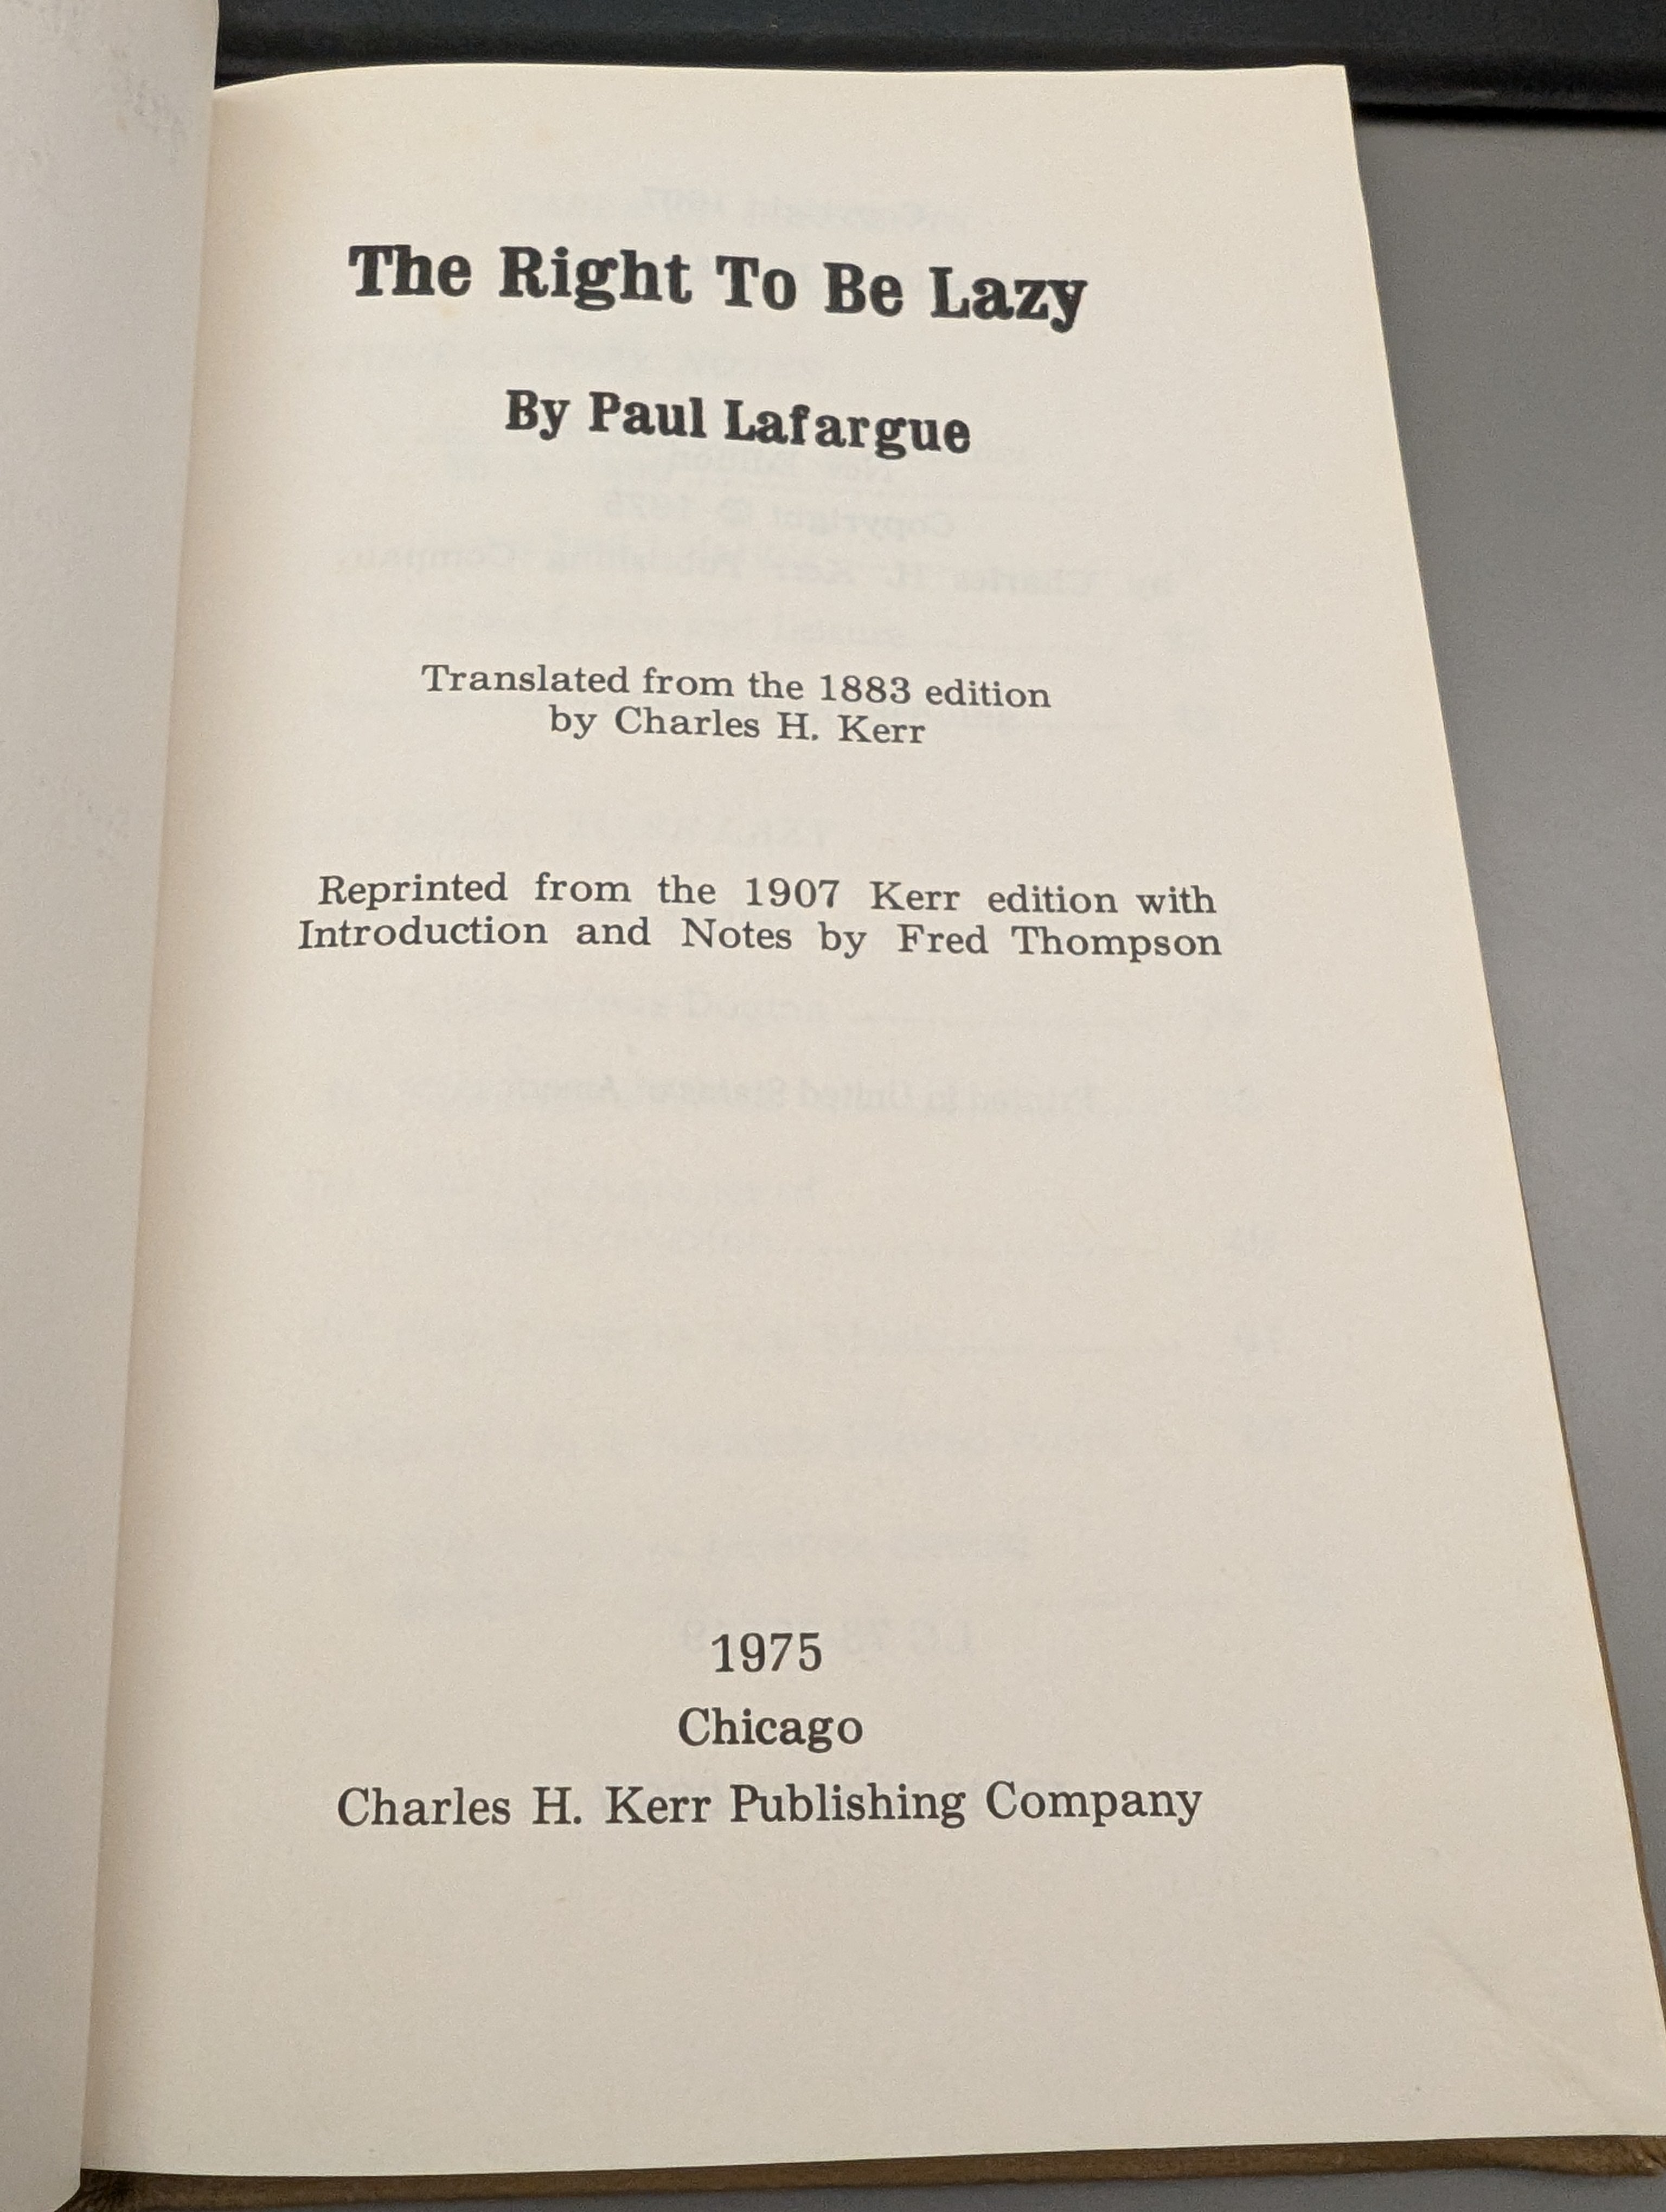 The Right To Be Lazy
By Paul Lafargue
Translated from the 1883 edition
by Charles H. Kerr
Reprinted from the 1907 Kerr edition with
Introduction and Notes by Fred Thompson
1975
Chicago
Charles H. Kerr Publishing Company